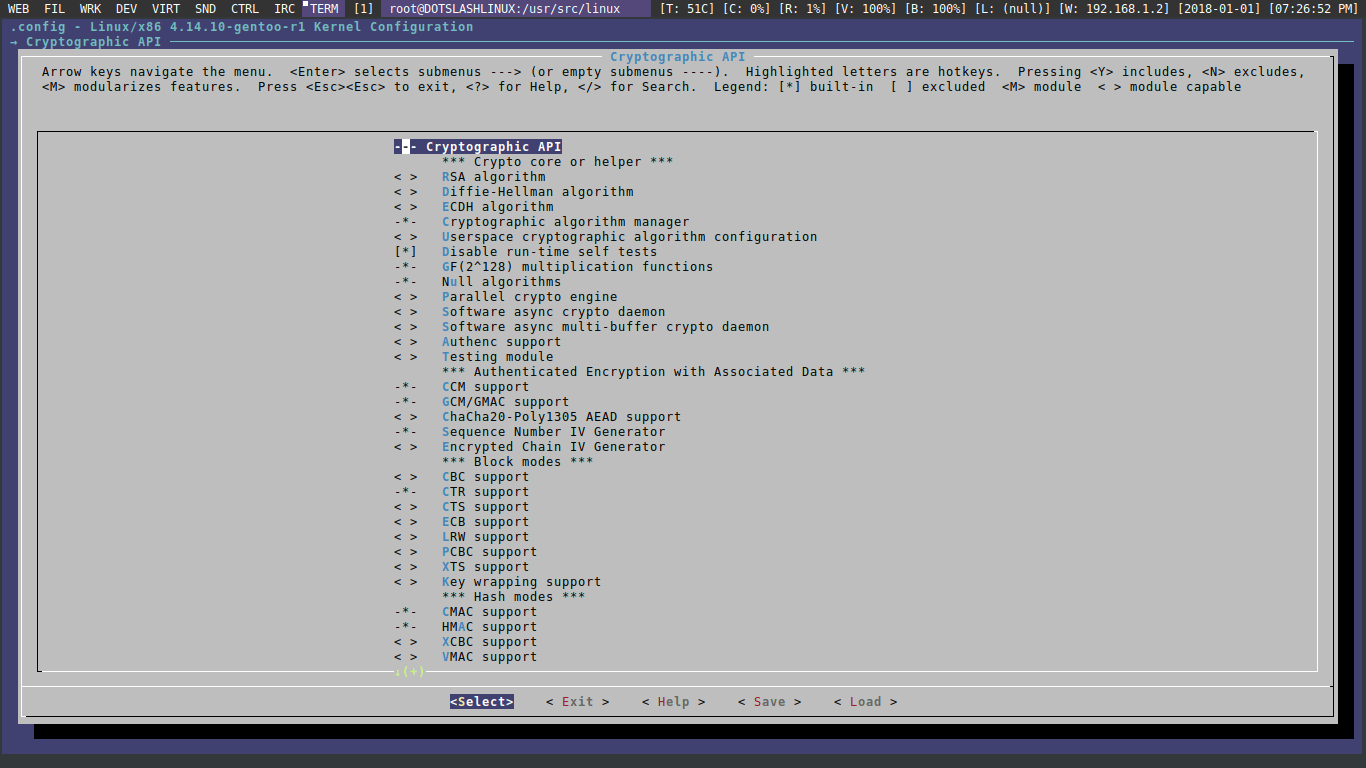 WEB FIL WRK DEV VIRT SND CTRL IRC TERM [1] root@DOTSLASHLINUX:/usr/src/linux [T: 51C] [C: 0%] [R: 1%] [V: 100%] [B: 100%] [L: (null)] [W: 192.168.1.2] [2018-01-01] [07:26:52 PM]
.config - Linux/x86 4.14.10-gentoo-r1 Kernel Configuration
→ Cryptographic API
Cryptographic API
Arrow keys navigate the menu.  <Enter> selects submenus ---> (or empty submenus ----).  Highlighted letters are hotkeys.  Pressing <Y> includes, <N> excludes,
<M> modularizes features.  Press <Esc><Esc> to exit, <?> for Help, </> for Search.  Legend: [*] built-in  [ ] excluded  <M> module  < > module capable
--- Cryptographic API
*** Crypto core or helper ***
< >   RSA algorithm
< >   Diffie-Hellman algorithm
< >   ECDH algorithm
-*-   Cryptographic algorithm manager
< >   Userspace cryptographic algorithm configuration
[*]   Disable run-time self tests
-*-   GF(2^128) multiplication functions
-*-   Null algorithms
< >   Parallel crypto engine
< >   Software async crypto daemon
< >   Software async multi-buffer crypto daemon
< >   Authenc support
< >   Testing module
*** Authenticated Encryption with Associated Data ***
-*-   CCM support
-*-   GCM/GMAC support
< >   ChaCha20-Poly1305 AEAD support
-*-   Sequence Number IV Generator
< >   Encrypted Chain IV Generator
*** Block modes ***
< >   CBC support
-*-   CTR support
< >   CTS support
< >   ECB support
< >   LRW support
< >   PCBC support
< >   XTS support
< >   Key wrapping support
*** Hash modes ***
-*-   CMAC support
-*-   HMAC support
< >   XCBC support
< >   VMAC support
↓(+)
<Select>    < Exit >    < Help >    < Save >    < Load >